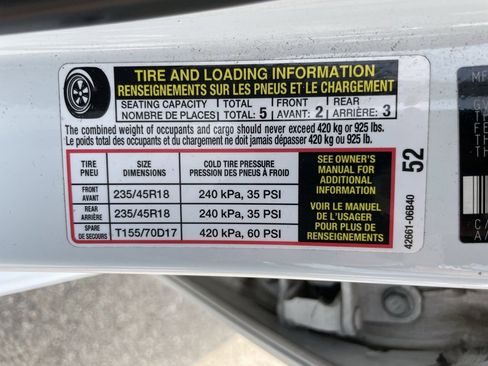 TIRE AND LOADING INFORMATION
RENSEIGNEMENTS SUR LES PNEUS ET LE CHARGEMENT
SEATING CAPACITY TOTAL FRONT REAR
NOMBRE DE PLACES TOTAL: 5 AVANT: 2 ARRIÈRE: 3
The combined weight of occupants and cargo should never exceed 420 kg or 925 lbs.
Le poids total des occupants et du chargement ne doit jamais dépasser 420 kg ou 925 lb.
TIRE SIZE COLD TIRE PRESSURE
PNEU DIMENSIONS PRESSION DES PNEUS À FROID
FRONT
AVANT 235/45R18 240 kPa, 35 PSI
REAR
ARRIÈRE 235/45R18 240 kPa, 35 PSI
SPARE
DE SECOURS T155/70D17 420 kPa, 60 PSI
SEE OWNER'S
MANUAL FOR
ADDITIONAL
INFORMATION
VOIR LE MANUEL
DE L'USAGER
POUR PLUS DE
RENSEIGNEMENTS
52
42661-06B40
MF
GV
FE
TH
C/
A/